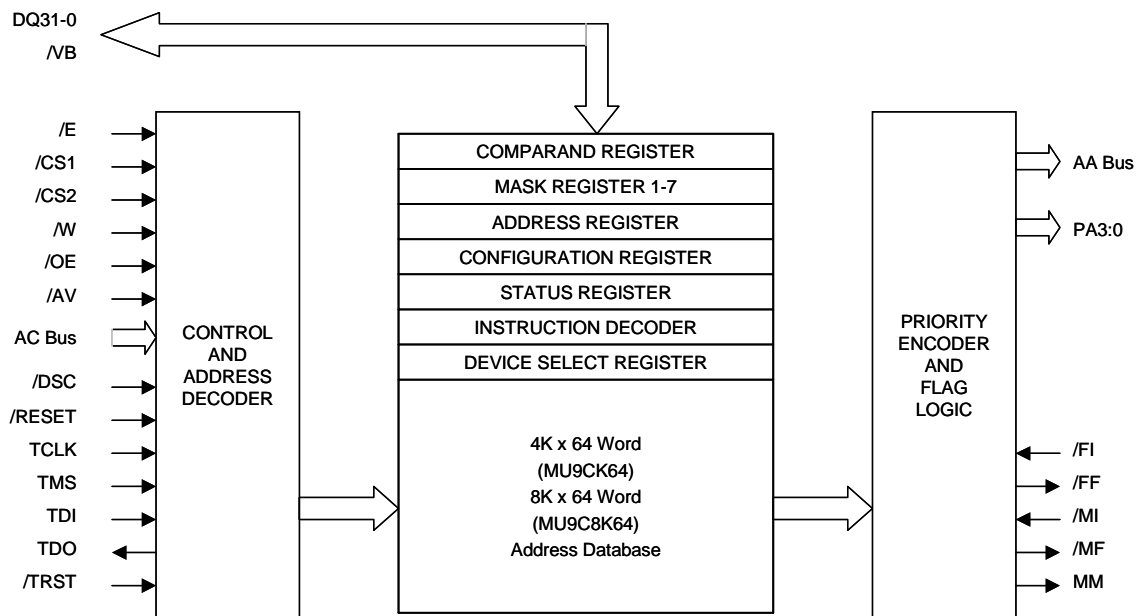 DQ31-0
/VB
/E
/CS1
/CS2
/W
/OE
/AV
AC Bus
/DSC
/RESET
TCLK
TMS
TDI
TDO
/TRST
CONTROL
AND
ADDRESS
DECODER
COMPARAND REGISTER
MASK REGISTER 1-7
ADDRESS REGISTER
CONFIGURATION REGISTER
STATUS REGISTER
INSTRUCTION DECODER
DEVICE SELECT REGISTER
4K x 64 Word
(MU9CK64)
8K x 64 Word
(MU9C8K64)
Address Database
PRIORITY
ENCODER
AND
FLAG
LOGIC
AA Bus
PA3:0
/FI
/FF
/MI
/MF
MM